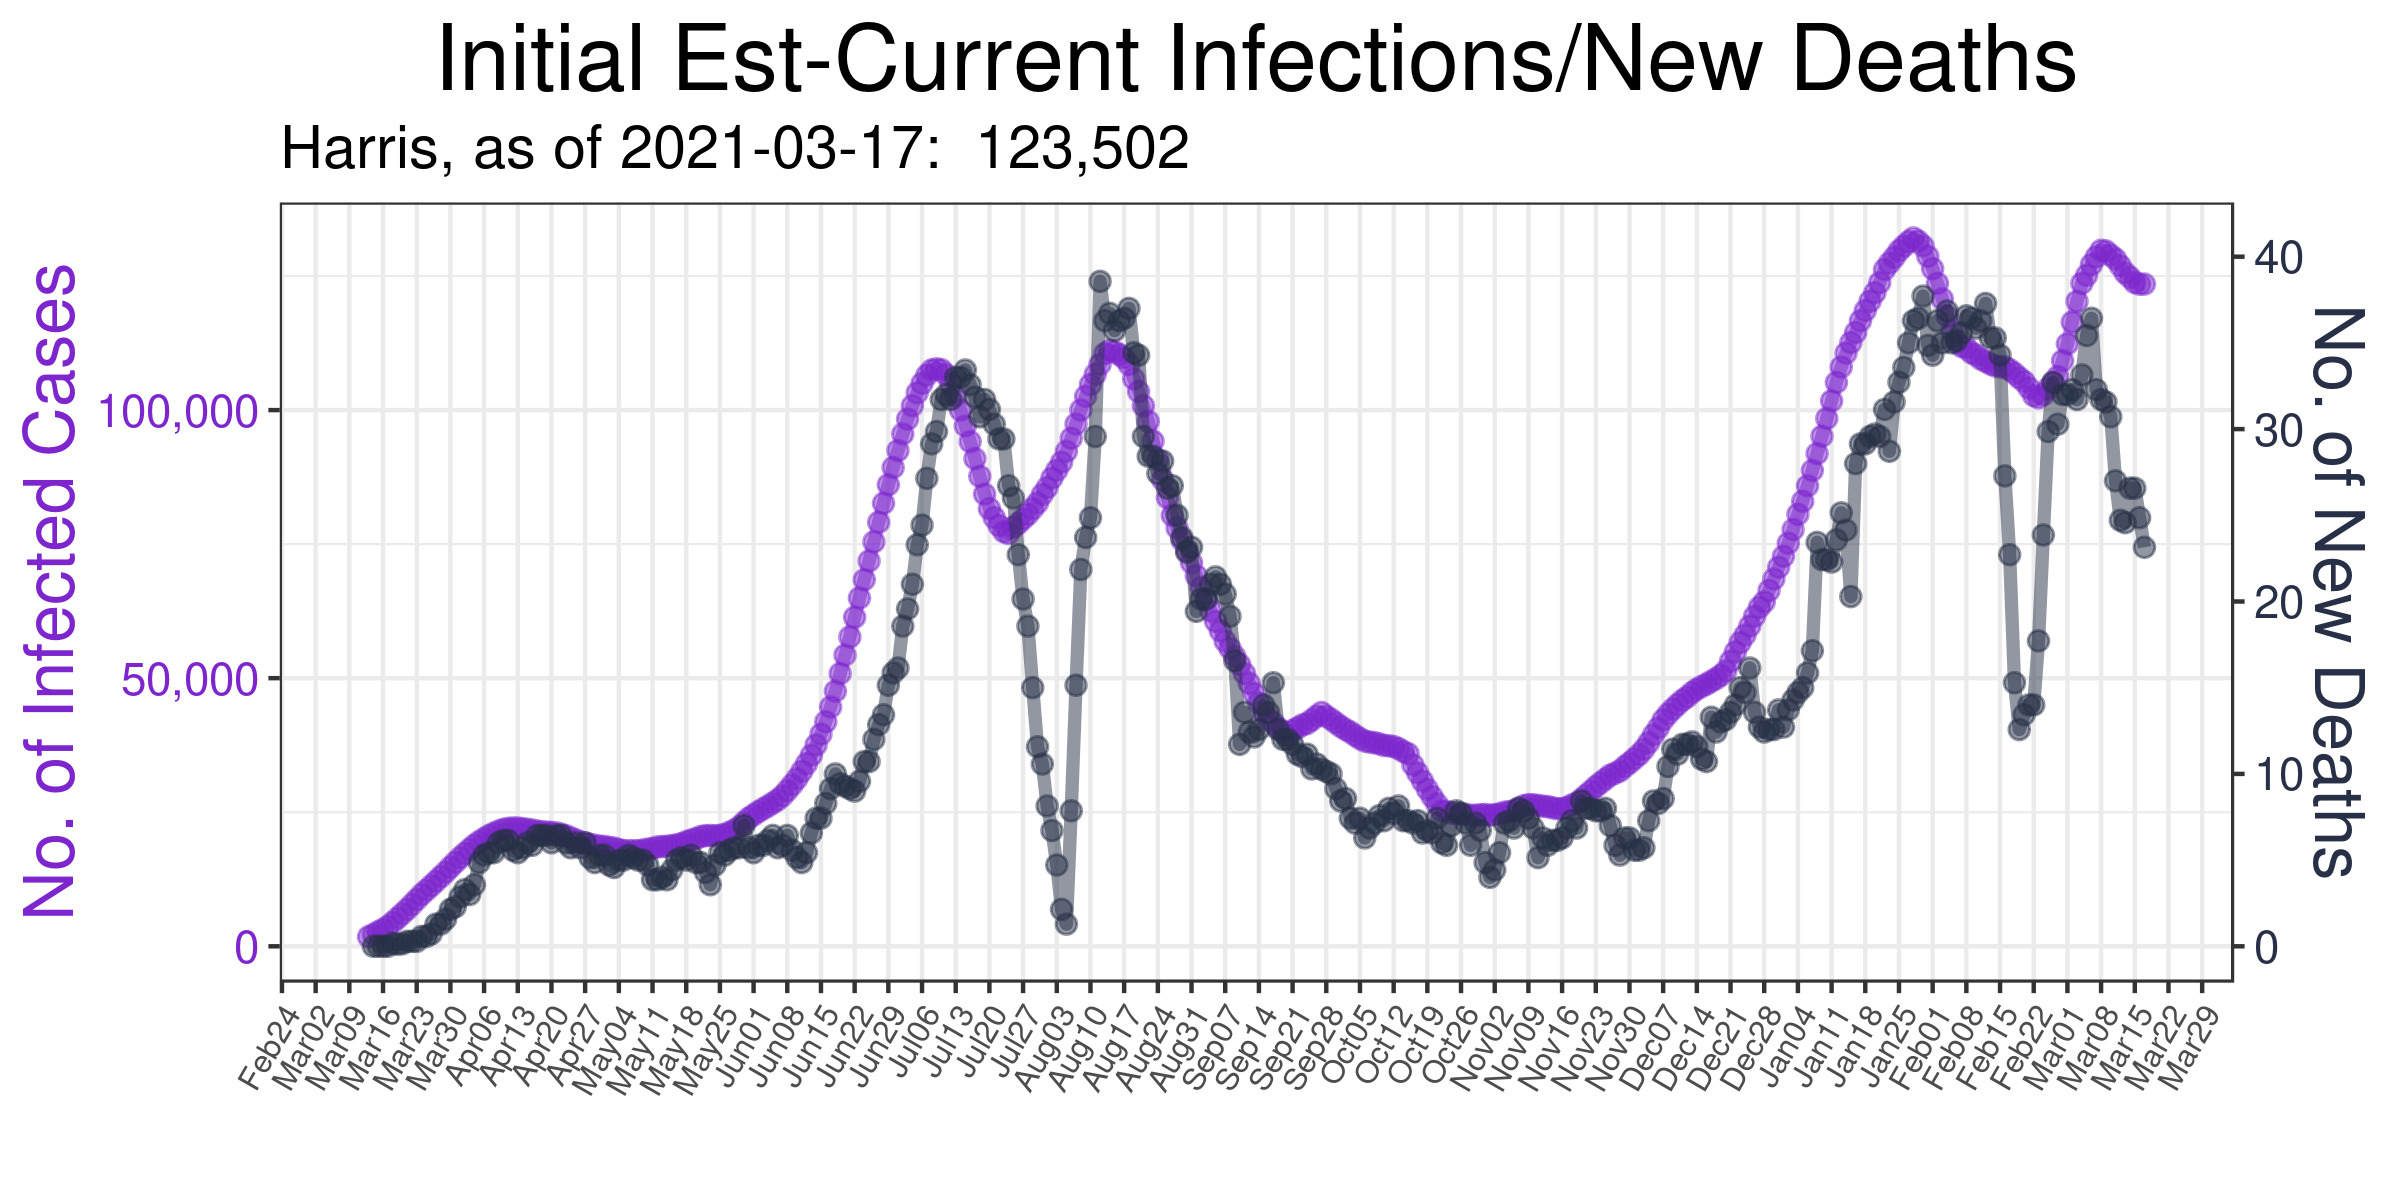 Initial Est-Current Infections/New Deaths
Harris, as of 2021-03-17:  123,502
No. of Infected Cases
100,000
50,000
0
40
30
20
10
0
No. of New Deaths
Feb24
Mar02
Mar09
Mar16
Mar23
Mar30
Apr06
Apr13
Apr20
Apr27
May04
May11
May18
May25
Jun01
Jun08
Jun15
Jun22
Jun29
Jul06
Jul13
Jul20
Jul27
Aug03
Aug10
Aug17
Aug24
Aug31
Sep07
Sep14
Sep21
Sep28
Oct05
Oct12
Oct19
Oct26
Nov02
Nov09
Nov16
Nov23
Nov30
Dec07
Dec14
Dec21
Dec28
Jan04
Jan11
Jan18
Jan25
Feb01
Feb08
Feb15
Feb22
Mar01
Mar08
Mar15
Mar22
Mar29